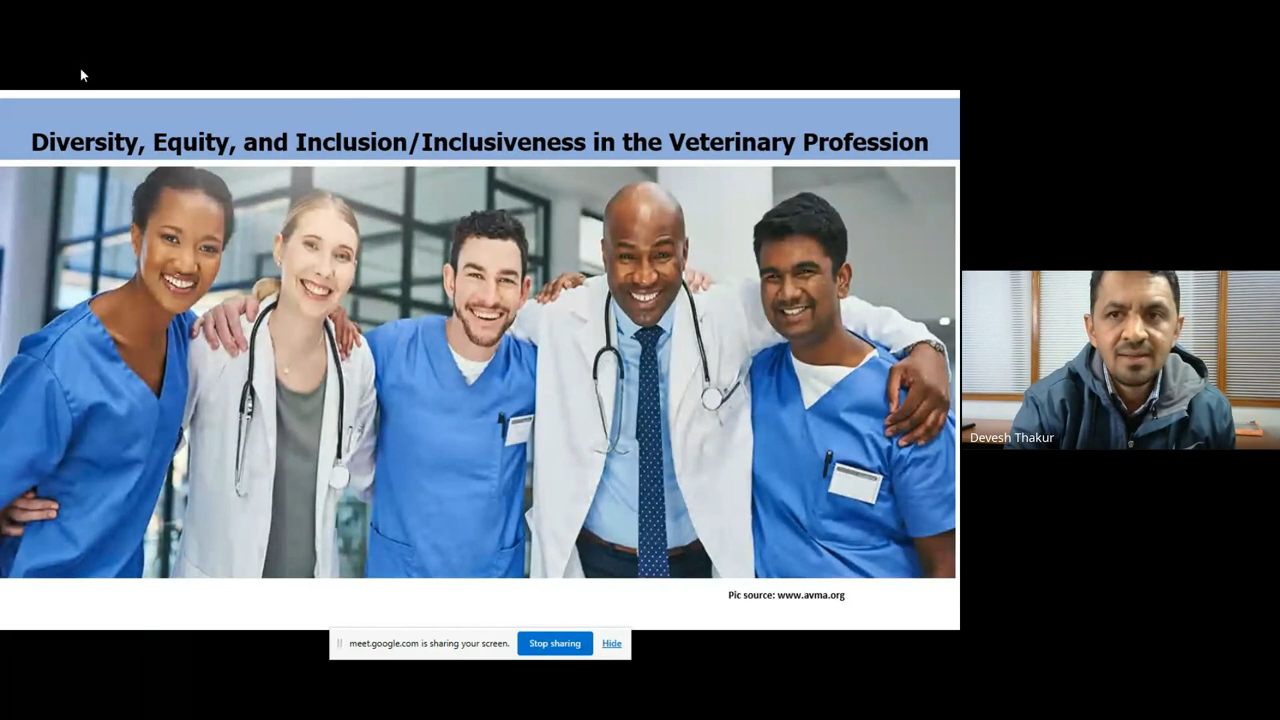 Diversity, Equity, and Inclusion/Inclusiveness in the Veterinary Profession
Devesh Thakur
Pic source: www.avma.org
meet.google.com is sharing your screen. Stop sharing Hide